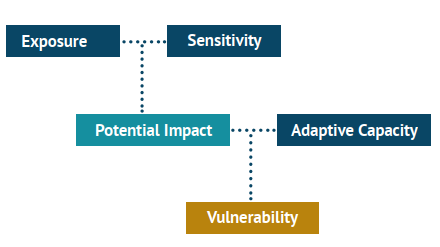 Exposure
Sensitivity
Potential Impact
Adaptive Capacity
Vulnerability